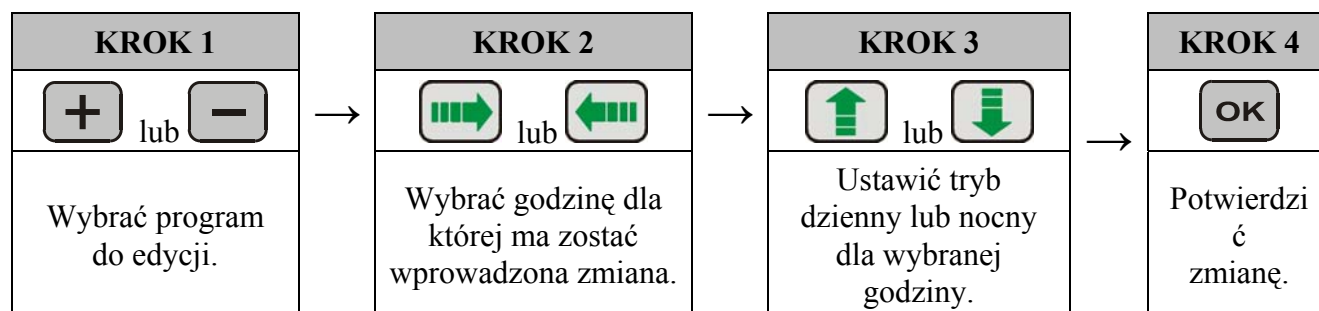 KROK 1
+ lub −
Wybrać program
do edycji.
→
KROK 2
lub
Wybrać godzinę dla
której ma zostać
wprowadzona zmiana.
→
KROK 3
lub
Ustawić tryb
dzienny lub nocny
dla wybranej
godziny.
→
KROK 4
OK
Potwierdzi
ć
zmianę.